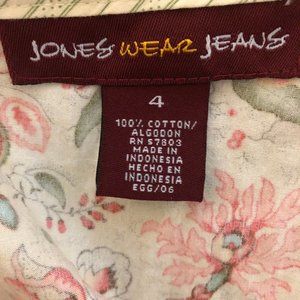 JONES WEAR JEANS
4
100% COTTON/
ALGODON
RN 57803
MADE IN
INDONESIA
HECHO EN
INDONESIA
EGG/06